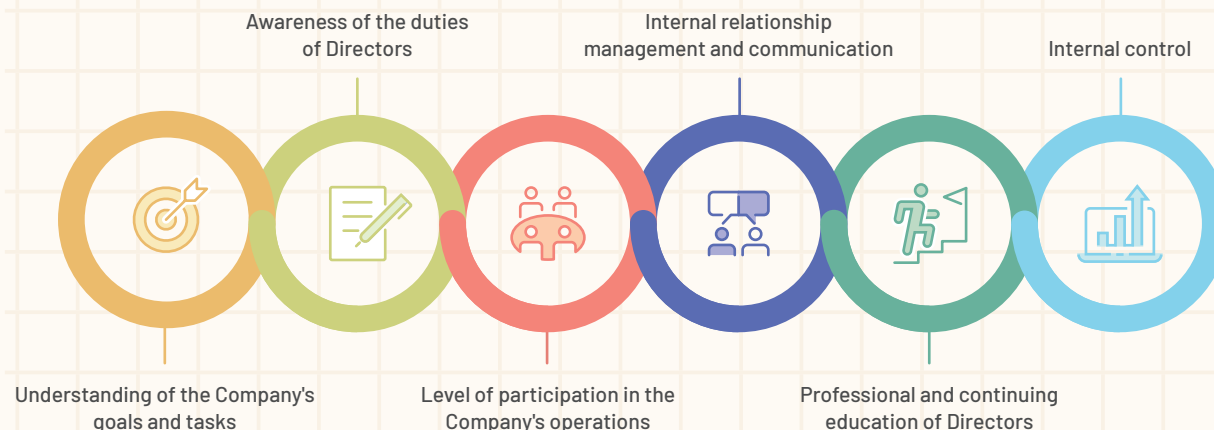 Awareness of the duties
of Directors
Internal relationship
management and communication
Internal control
Understanding of the Company's
goals and tasks
Level of participation in the
Company's operations
Professional and continuing
education of Directors